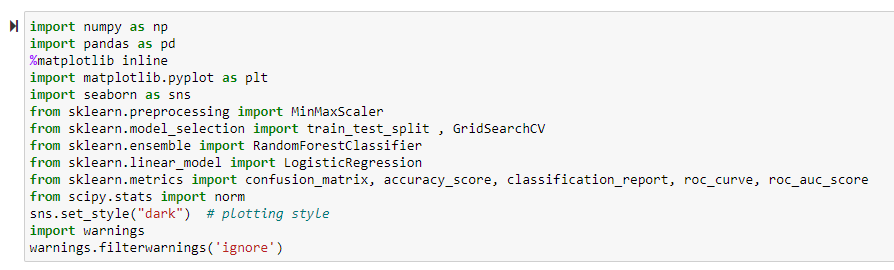 import numpy as np
import pandas as pd
%matplotlib inline
import matplotlib.pyplot as plt
import seaborn as sns
from sklearn.preprocessing import MinMaxScaler
from sklearn.model_selection import train_test_split , GridSearchCV
from sklearn.ensemble import RandomForestClassifier
from sklearn.linear_model import LogisticRegression
from sklearn.metrics import confusion_matrix, accuracy_score, classification_report, roc_curve, roc_auc_score
from scipy.stats import norm
sns.set_style("dark")  # plotting style
import warnings
warnings.filterwarnings('ignore')